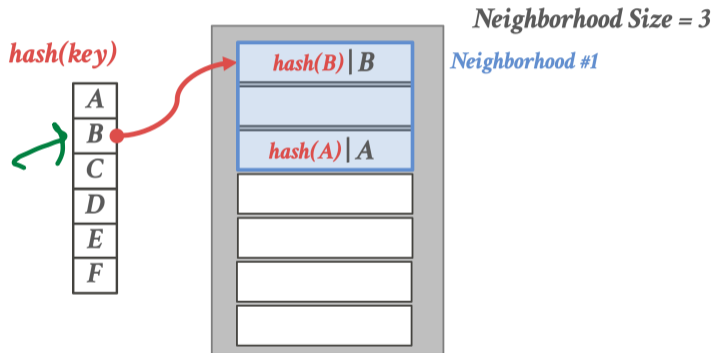 Neighborhood Size = 3
hash(key)
hash(B)|B
Neighborhood #1
A
B
C
D
E
F
hash(A)|A